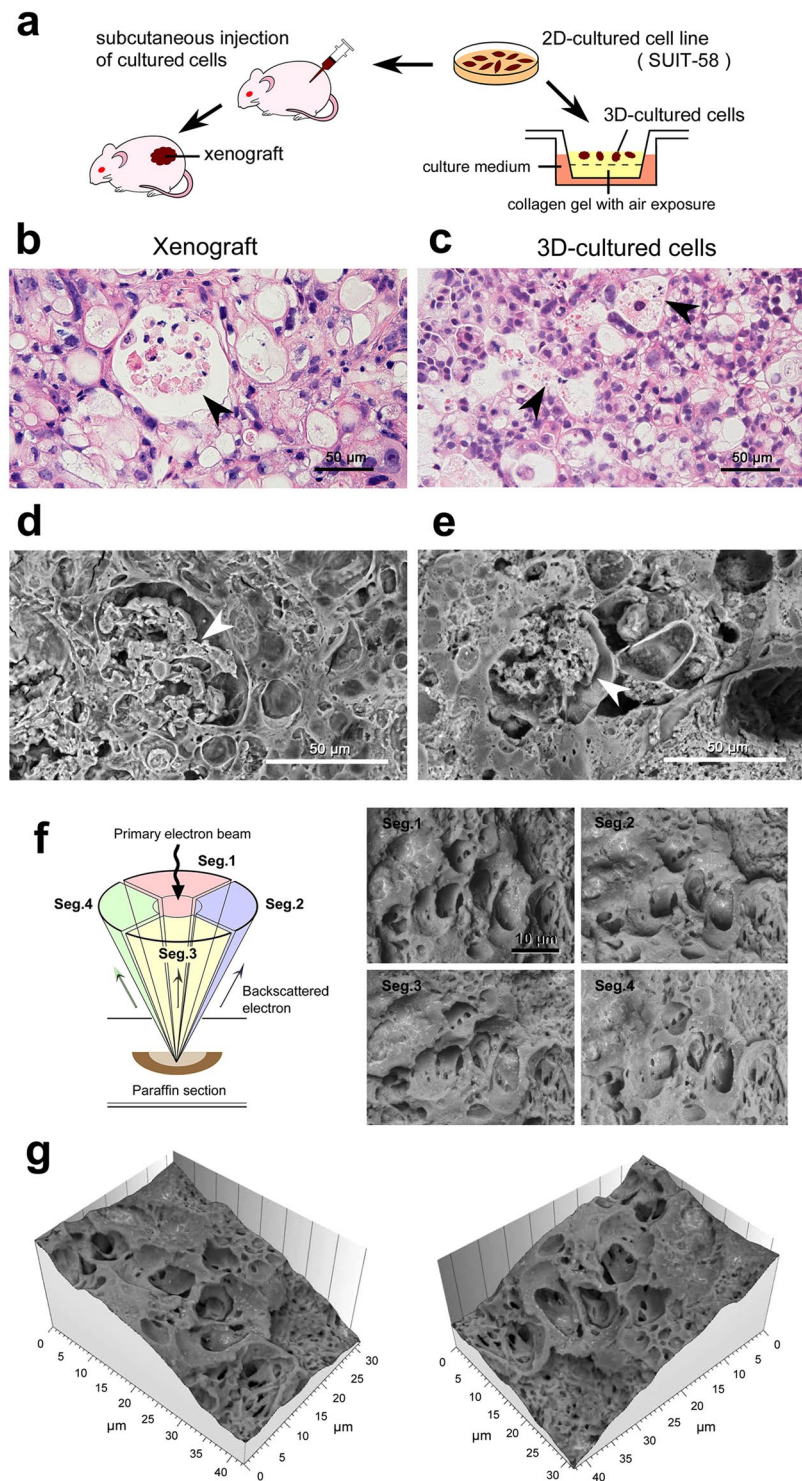 a
subcutaneous injection
of cultured cells
2D-cultured cell line
( SUIT-58 )
3D-cultured cells
xenograft
culture medium
collagen gel with air exposure
b
Xenograft
c
3D-cultured cells
50 µm
50 µm
d
e
50 µm
50 µm
f
Primary electron beam
Seg.1
Seg.4
Seg.2
Seg.3
Backscattered
electron
Paraffin section
Seg.1
10 µm
Seg.2
Seg.3
Seg.4
g
0
5
10
15
20
25
30
35
40
µm
0
5
10
15
20
25
30
µm
0
5
10
15
20
25
30
µm
0
5
10
15
20
25
30
35
40
µm